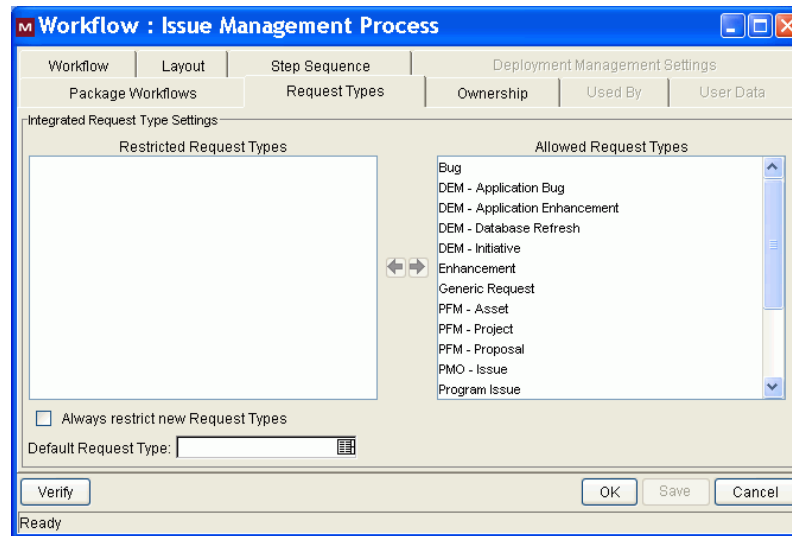 M Workflow : Issue Management Process
Workflow Layout Step Sequence Deployment Management Settings
Package Workflows Request Types Ownership Used By User Data
Integrated Request Type Settings
Restricted Request Types Allowed Request Types
Bug
DEM - Application Bug
DEM - Application Enhancement
DEM - Database Refresh
DEM - Initiative
Enhancement
Generic Request
PFM - Asset
PFM - Project
PFM - Proposal
PMO - Issue
Program Issue
Always restrict new Request Types
Default Request Type:
Verify OK Save Cancel
Ready